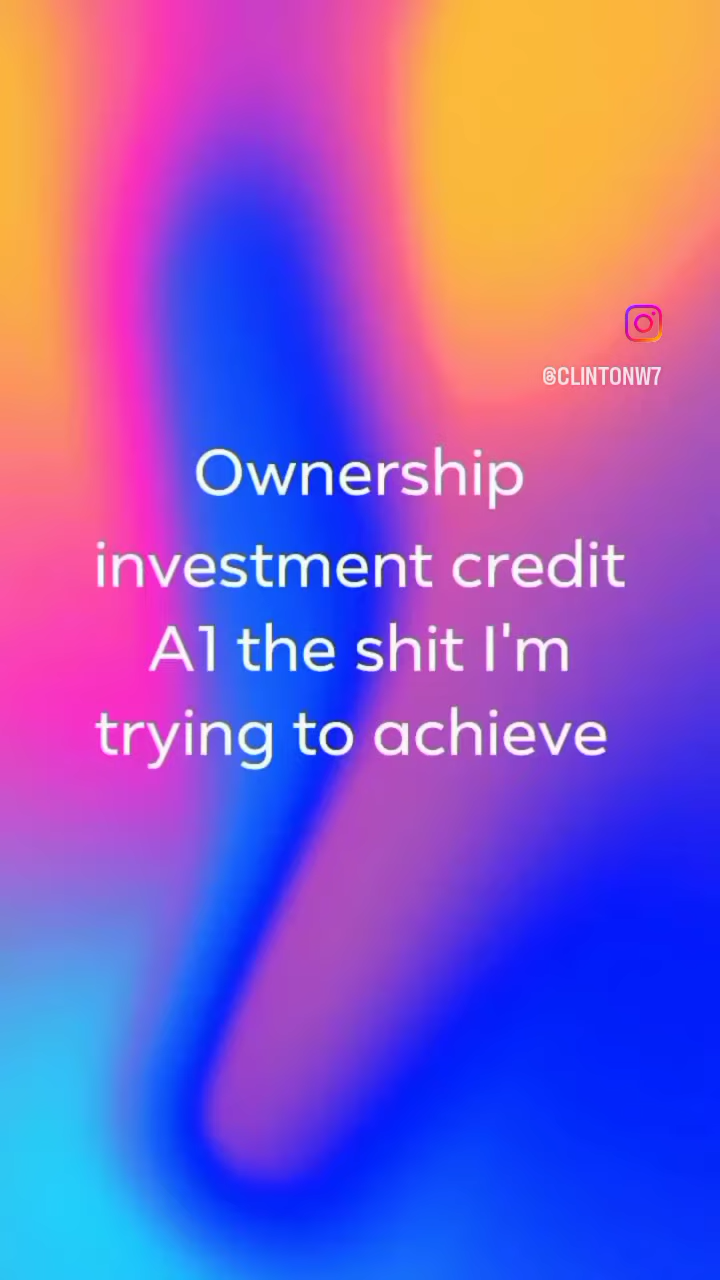 @CLINTONW7
Ownership
investment credit
A1 the shit I'm
trying to achieve